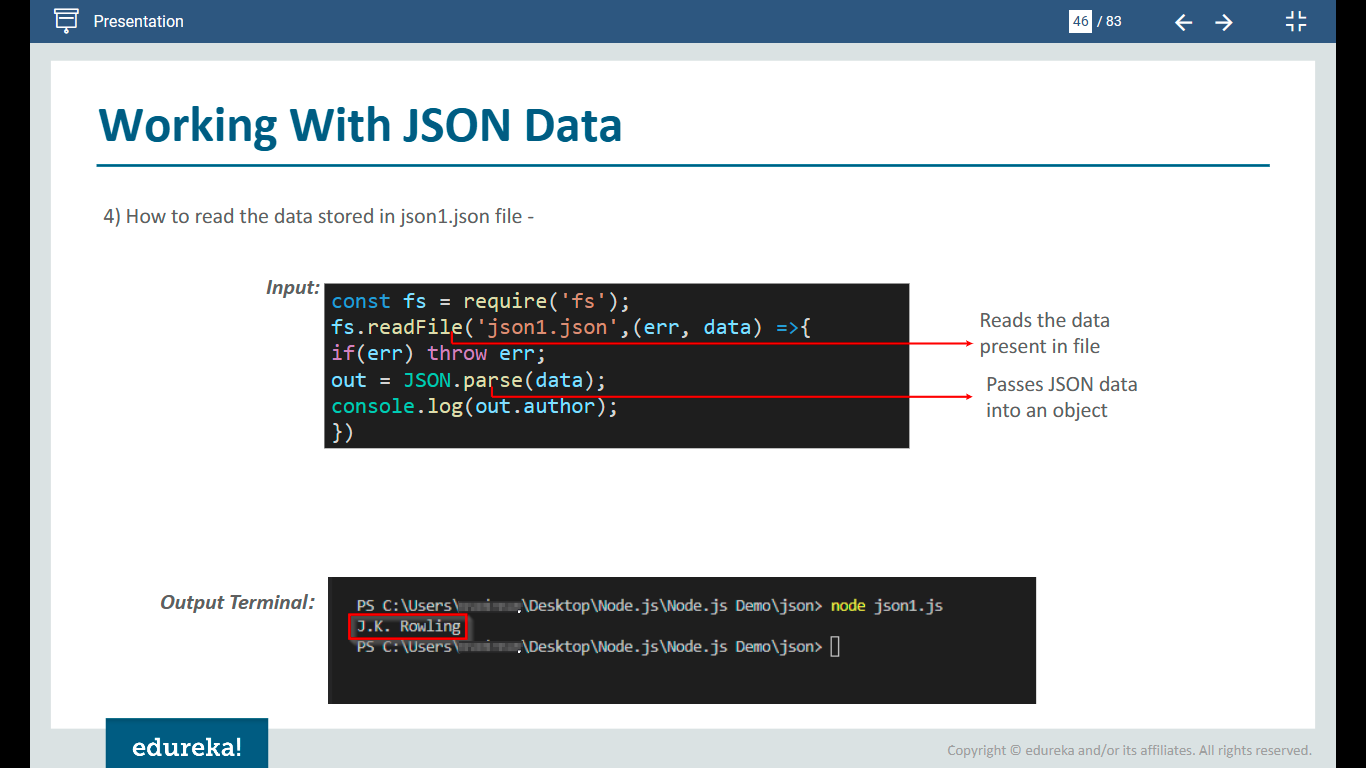 Presentation
46 / 83
Working With JSON Data
4) How to read the data stored in json1.json file -
Input:
const fs = require('fs');
fs.readFile('json1.json',(err, data) =>{
if(err) throw err;
out = JSON.parse(data);
console.log(out.author);
})
Reads the data
present in file
Passes JSON data
into an object
Output Terminal:
PS C:\Users\ \Desktop\Node.js\Node.js Demo\json> node json1.js
J.K. Rowling
PS C:\Users\ \Desktop\Node.js\Node.js Demo\json>
edureka!
Copyright © edureka and/or its affiliates. All rights reserved.